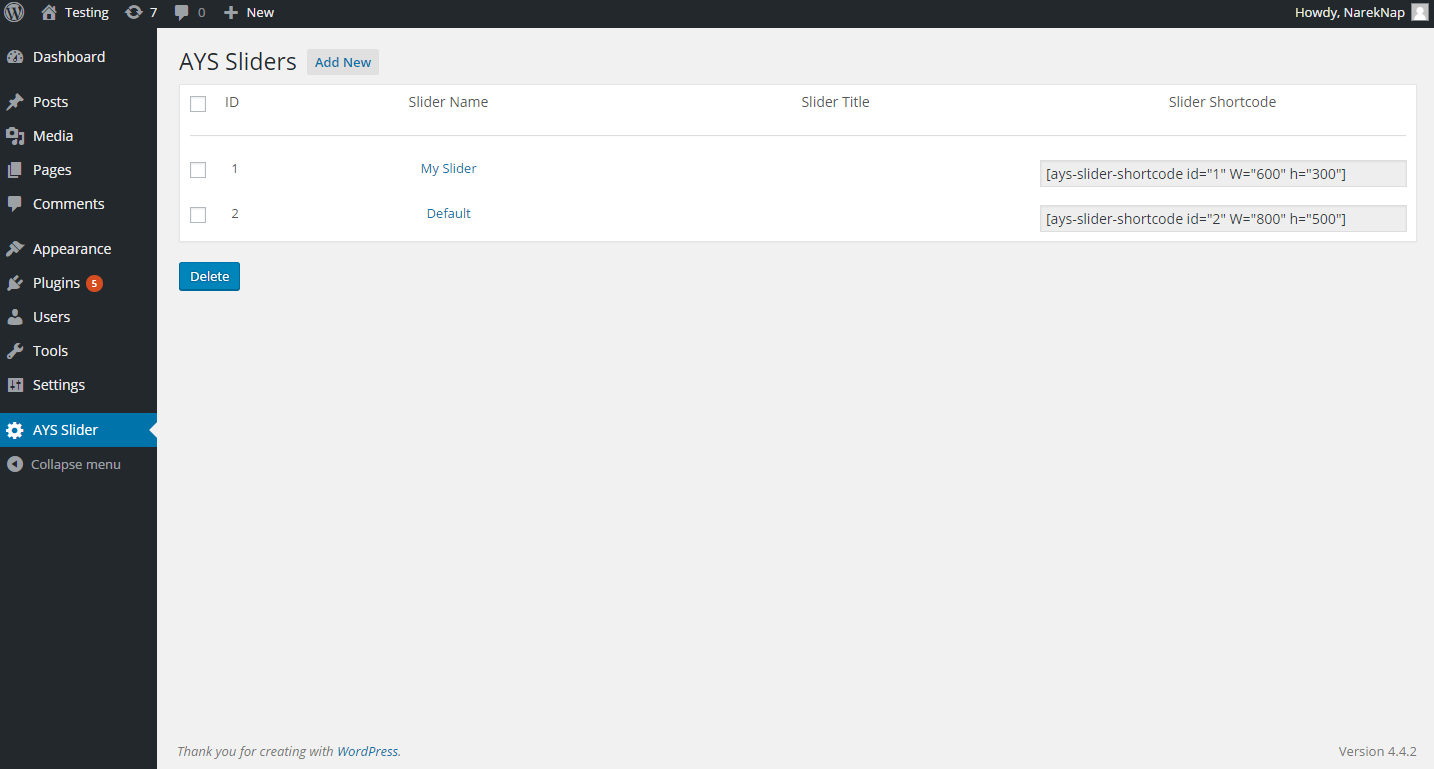 Testing 7 0 New Howdy, NarekNap
Dashboard
Posts
Media
Pages
Comments
Appearance
Plugins 5
Users
Tools
Settings
AYS Slider
Collapse menu
AYS Sliders Add New
ID Slider Name Slider Title Slider Shortcode
1 My Slider [ays-slider-shortcode id="1" W="600" h="300"]
2 Default [ays-slider-shortcode id="2" W="800" h="500"]
Delete
Thank you for creating with WordPress. Version 4.4.2